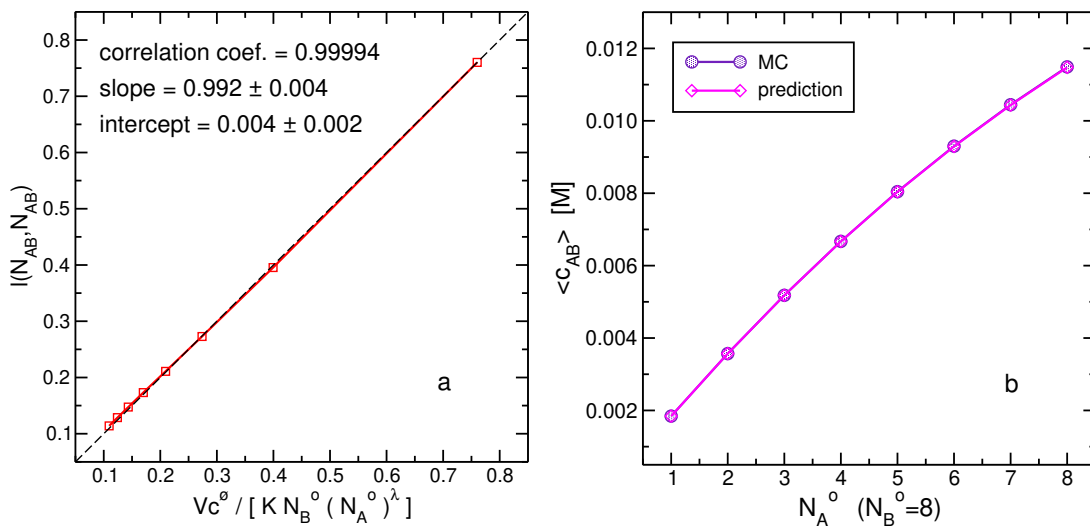 correlation coef. = 0.99994
slope = 0.992 ± 0.004
intercept = 0.004 ± 0.002
0.8
0.7
0.6
0.5
0.4
0.3
0.2
0.1
I(N_AB, N_AB)
a
0.1 0.2 0.3 0.4 0.5 0.6 0.7 0.8
Vc^ø / [ K N_B^o ( N_A^o )^λ ]
MC
prediction
0.012
0.010
0.008
0.006
0.004
0.002
<c_AB> [M]
b
1 2 3 4 5 6 7 8
N_A^o (N_B^o=8)